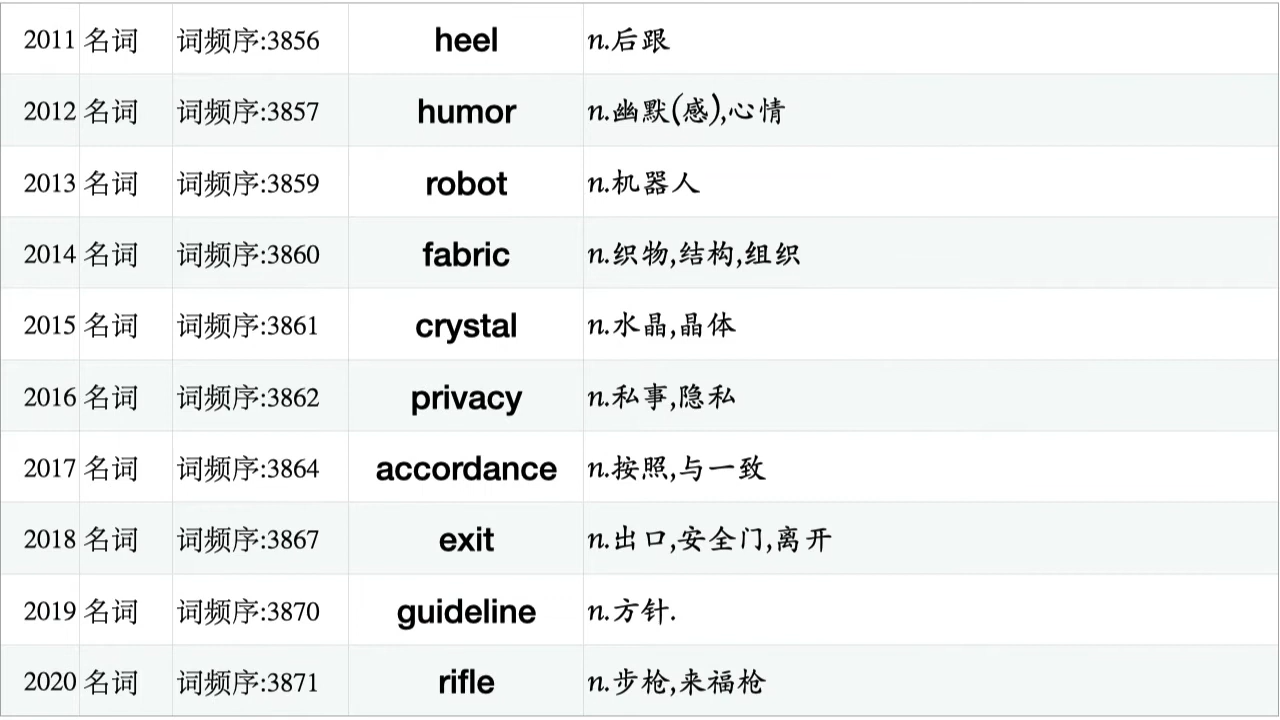 2011 名词 词频序:3856 heel n.后跟
2012 名词 词频序:3857 humor n.幽默(感),心情
2013 名词 词频序:3859 robot n.机器人
2014 名词 词频序:3860 fabric n.织物,结构,组织
2015 名词 词频序:3861 crystal n.水晶,晶体
2016 名词 词频序:3862 privacy n.私事,隐私
2017 名词 词频序:3864 accordance n.按照,与一致
2018 名词 词频序:3867 exit n.出口,安全门,离开
2019 名词 词频序:3870 guideline n.方针.
2020 名词 词频序:3871 rifle n.步枪,来福枪